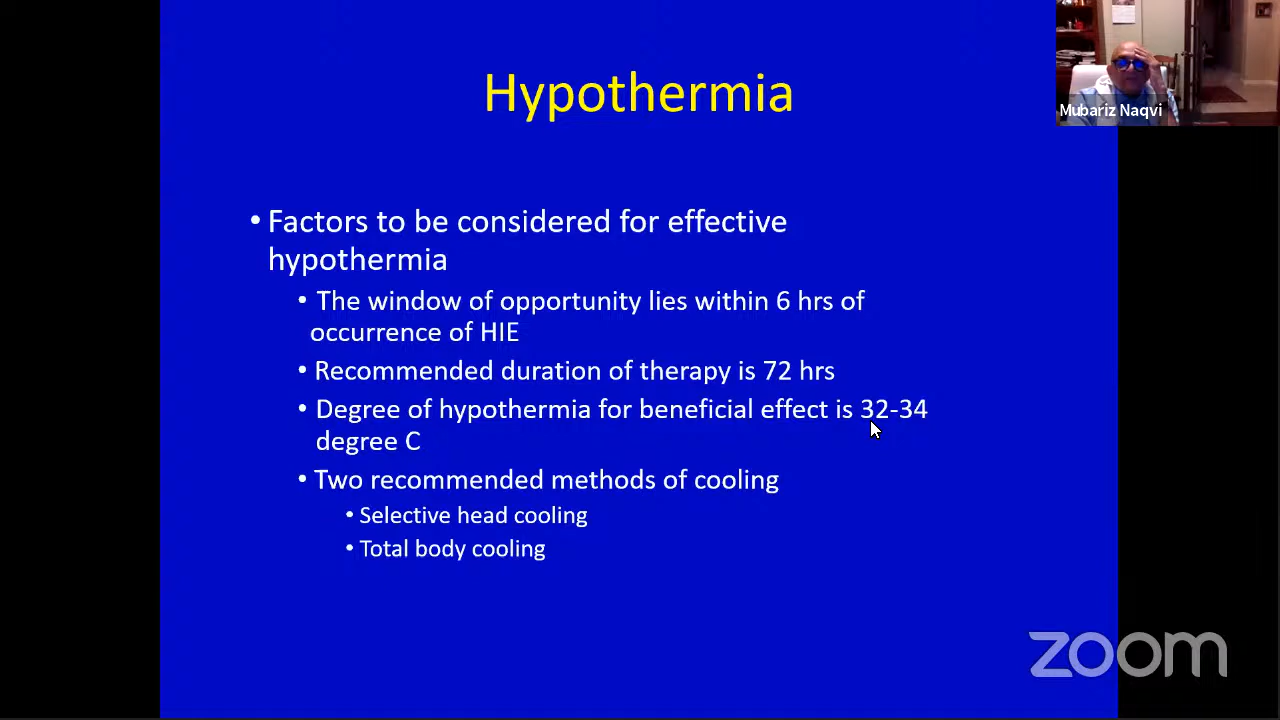 Hypothermia
Mubariz Naqvi
• Factors to be considered for effective
hypothermia
• The window of opportunity lies within 6 hrs of
occurrence of HIE
• Recommended duration of therapy is 72 hrs
• Degree of hypothermia for beneficial effect is 32-34
degree C
• Two recommended methods of cooling
• Selective head cooling
• Total body cooling
zoom